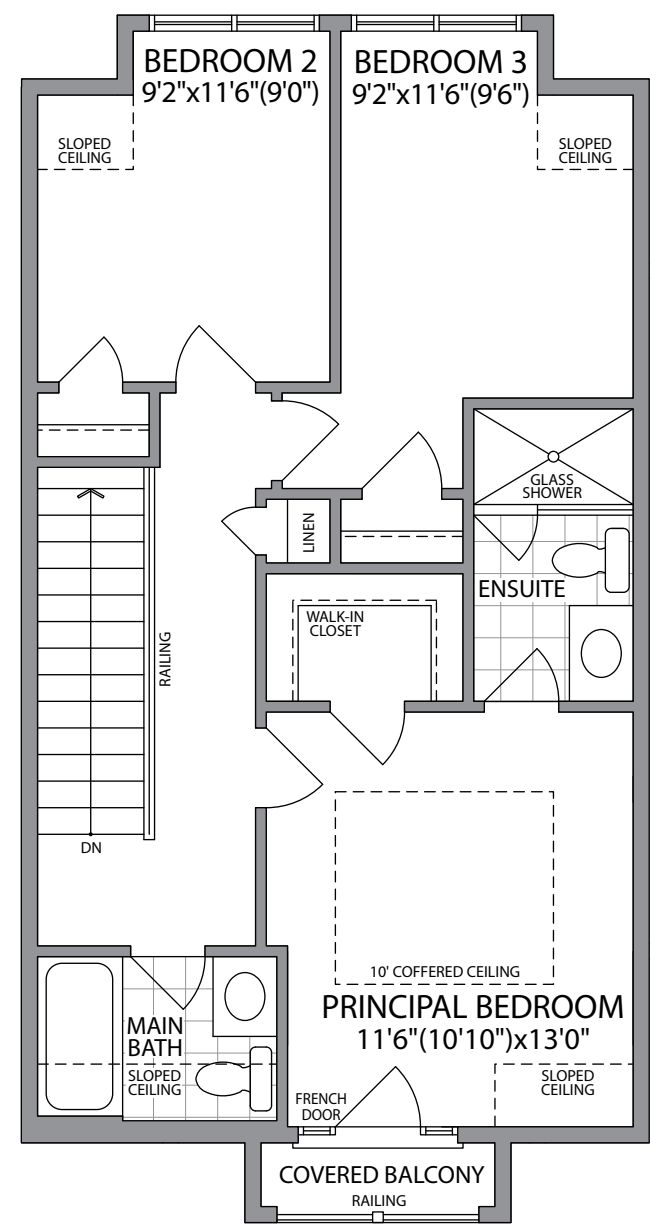 BEDROOM 2
9'2"x11'6"(9'0")
BEDROOM 3
9'2"x11'6"(9'6")
SLOPED
CEILING
SLOPED
CEILING
GLASS
SHOWER
LINEN
ENSUITE
WALK-IN
CLOSET
RAILING
DN
10' COFFERED CEILING
PRINCIPAL BEDROOM
11'6"(10'10")x13'0"
MAIN
BATH
SLOPED
CEILING
SLOPED
CEILING
FRENCH
DOOR
COVERED BALCONY
RAILING